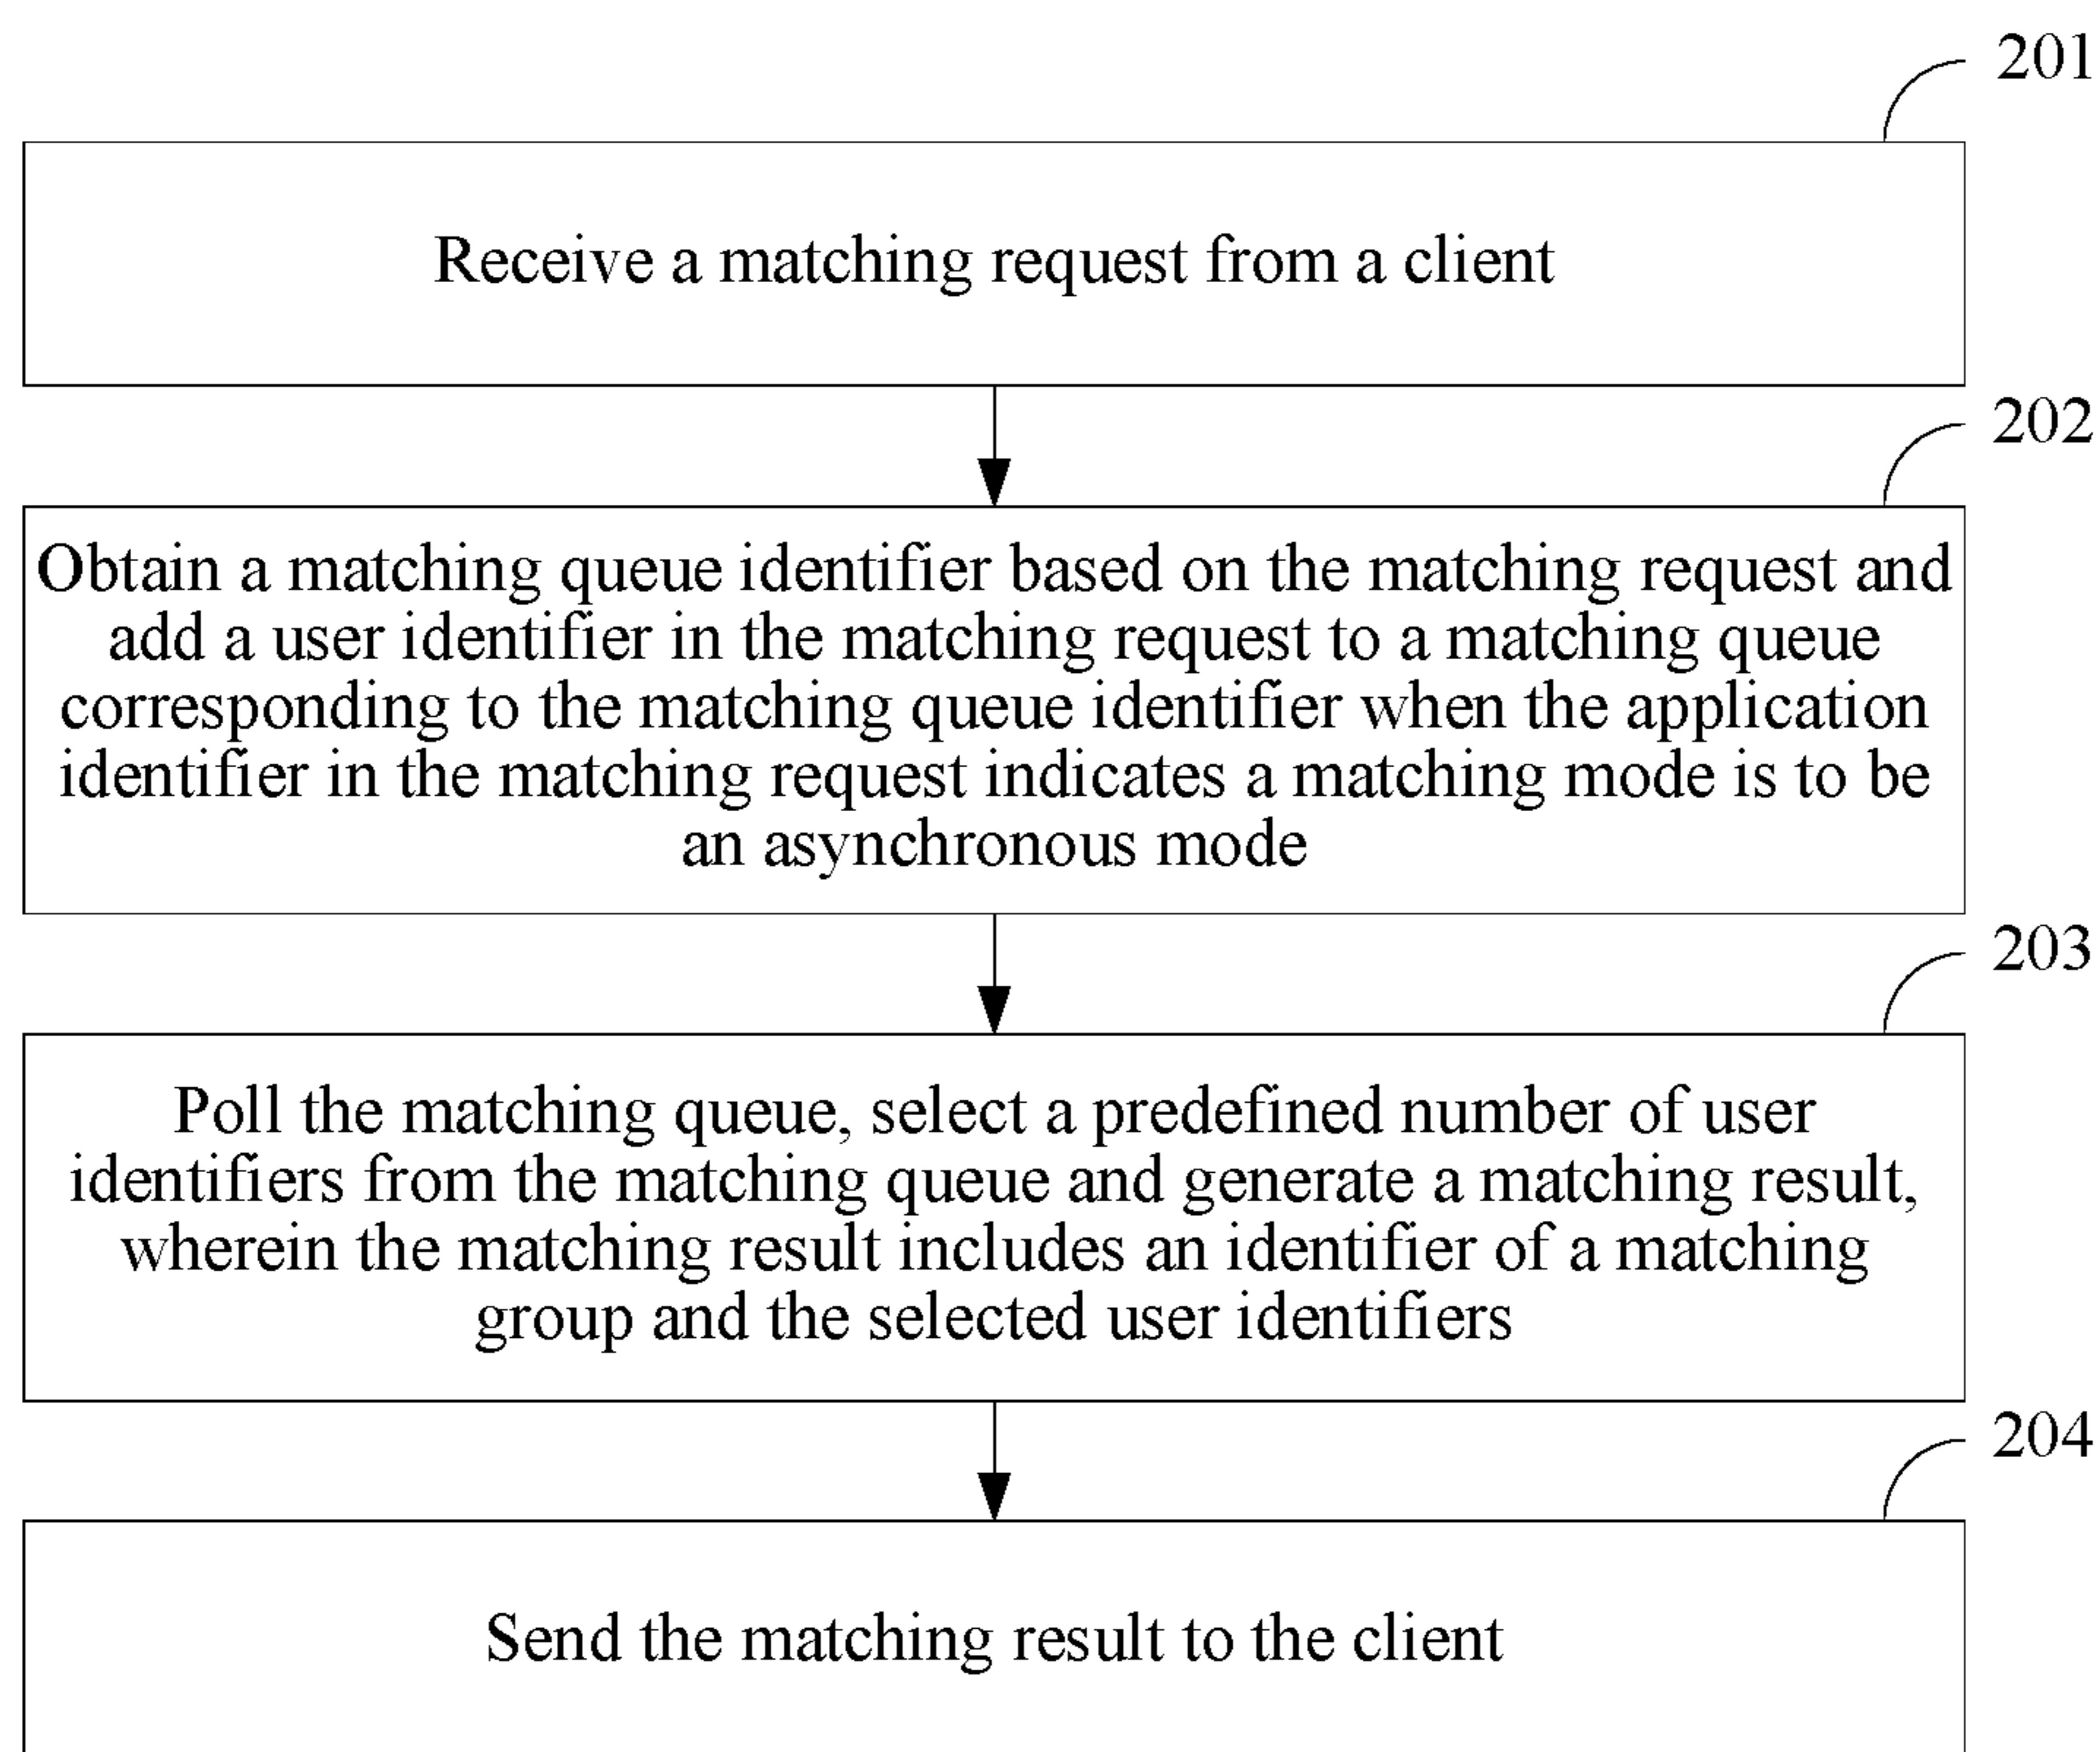 201
Receive a matching request from a client
202
Obtain a matching queue identifier based on the matching request and
add a user identifier in the matching request to a matching queue
corresponding to the matching queue identifier when the application
identifier in the matching request indicates a matching mode is to be
an asynchronous mode
203
Poll the matching queue, select a predefined number of user
identifiers from the matching queue and generate a matching result,
wherein the matching result includes an identifier of a matching
group and the selected user identifiers
204
Send the matching result to the client